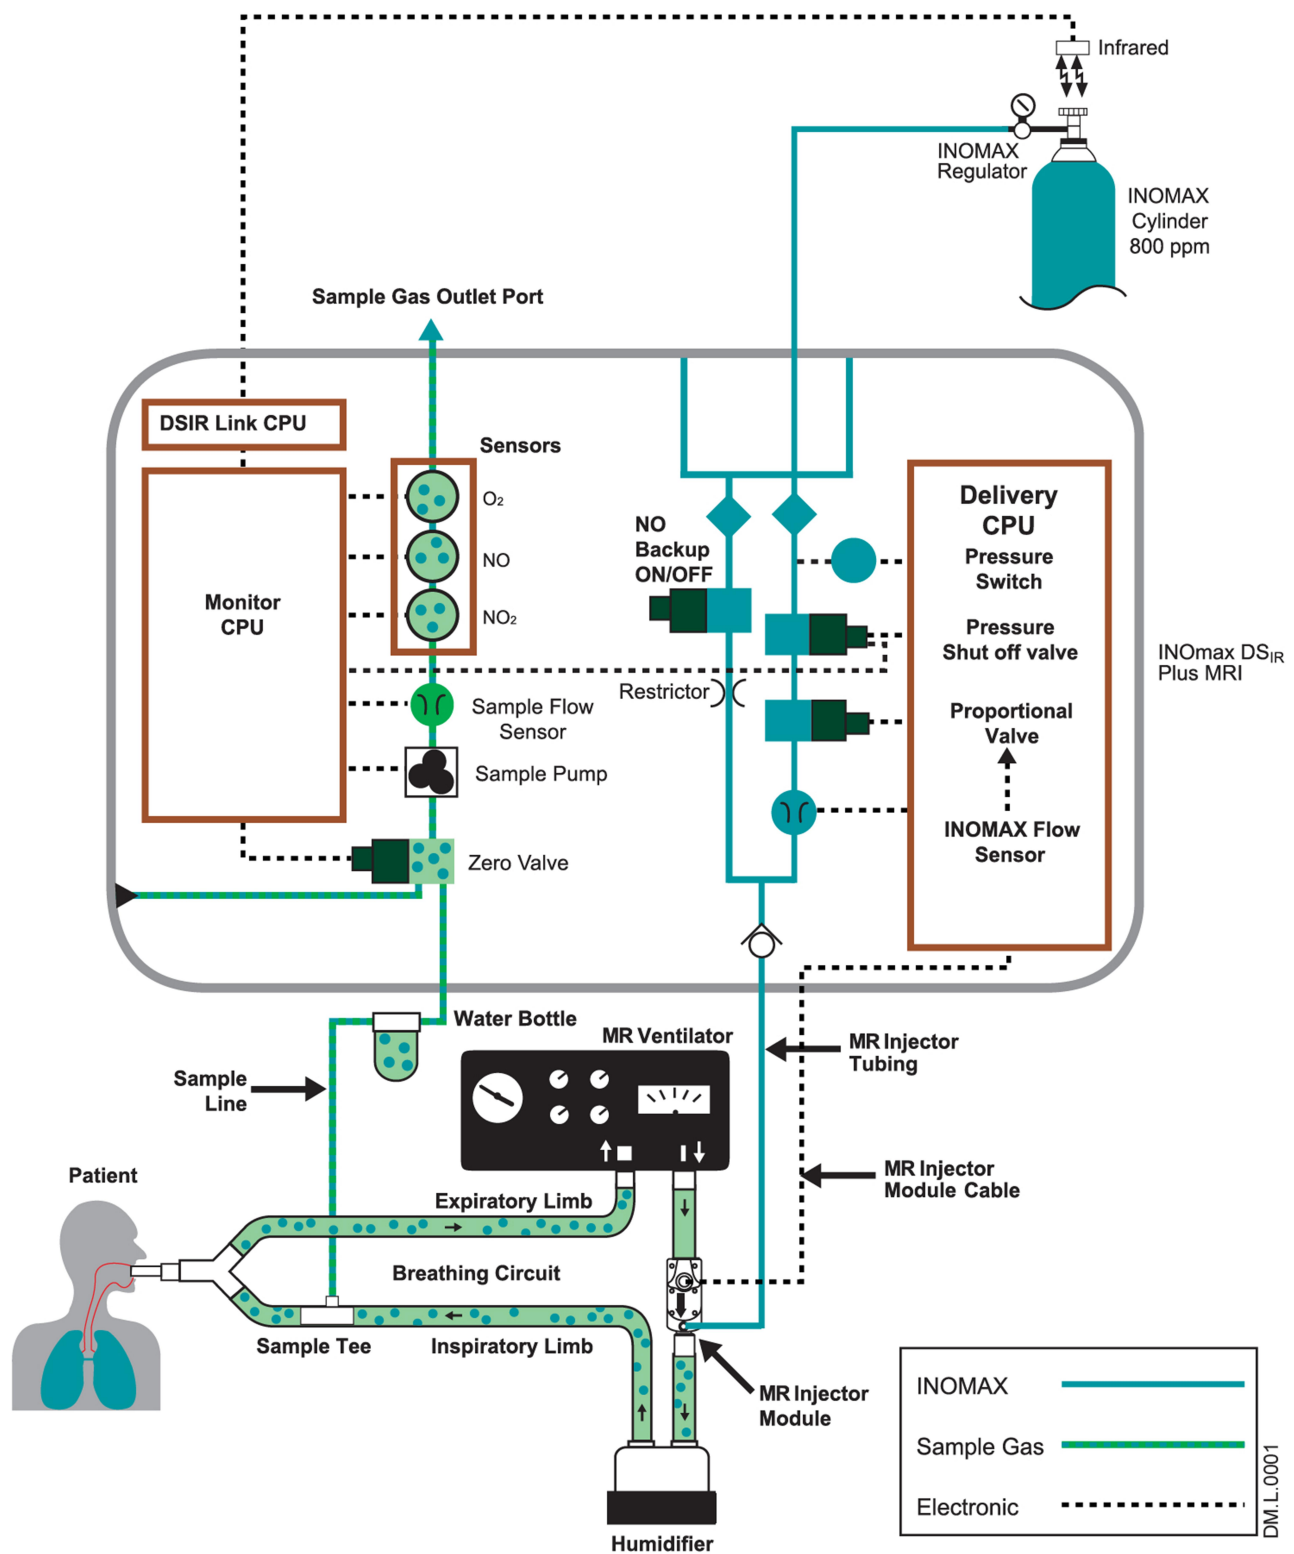 Infrared
INOMAX
Regulator
INOMAX
Cylinder
800 ppm
Sample Gas Outlet Port
DSIR Link CPU
Sensors
O2
NO
NO2
Monitor
CPU
NO
Backup
ON/OFF
Delivery
CPU
Pressure
Switch
Pressure
Shut off valve
Proportional
Valve
INOMAX Flow
Sensor
INOmax DSIR
Plus MRI
Restrictor
Sample Flow
Sensor
Sample Pump
Zero Valve
Water Bottle
MR Ventilator
MR Injector
Tubing
Sample
Line
Patient
Expiratory Limb
MR Injector
Module Cable
Breathing Circuit
Sample Tee
Inspiratory Limb
MR Injector
Module
Humidifier
INOMAX
Sample Gas
Electronic
DM.L.0001